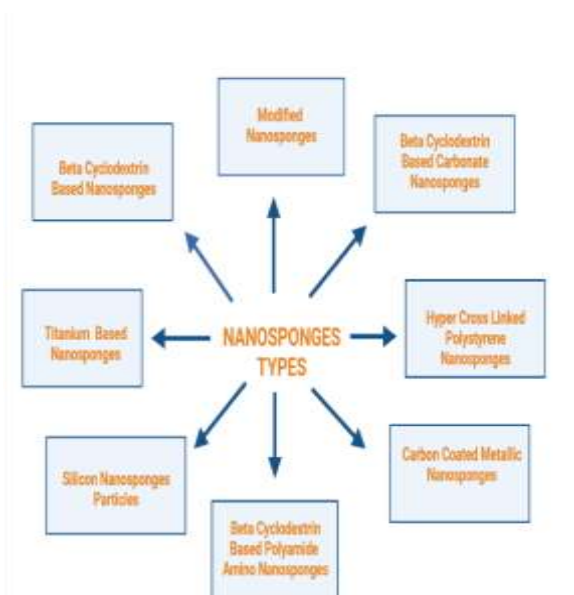 Modified
Nanosponges
Beta Cyclodextrin
Based Nanosponges
Beta Cyclodextrin
Based Carbonate
Nanosponges
Titanium Based
Nanosponges
NANOSPONGES
TYPES
Hyper Cross Linked
Polystyrene
Nanosponges
Silicon Nanosponges
Particles
Carbon Coated Metallic
Nanosponges
Beta Cyclodextrin
Based Polyamide
Amino Nanosponges